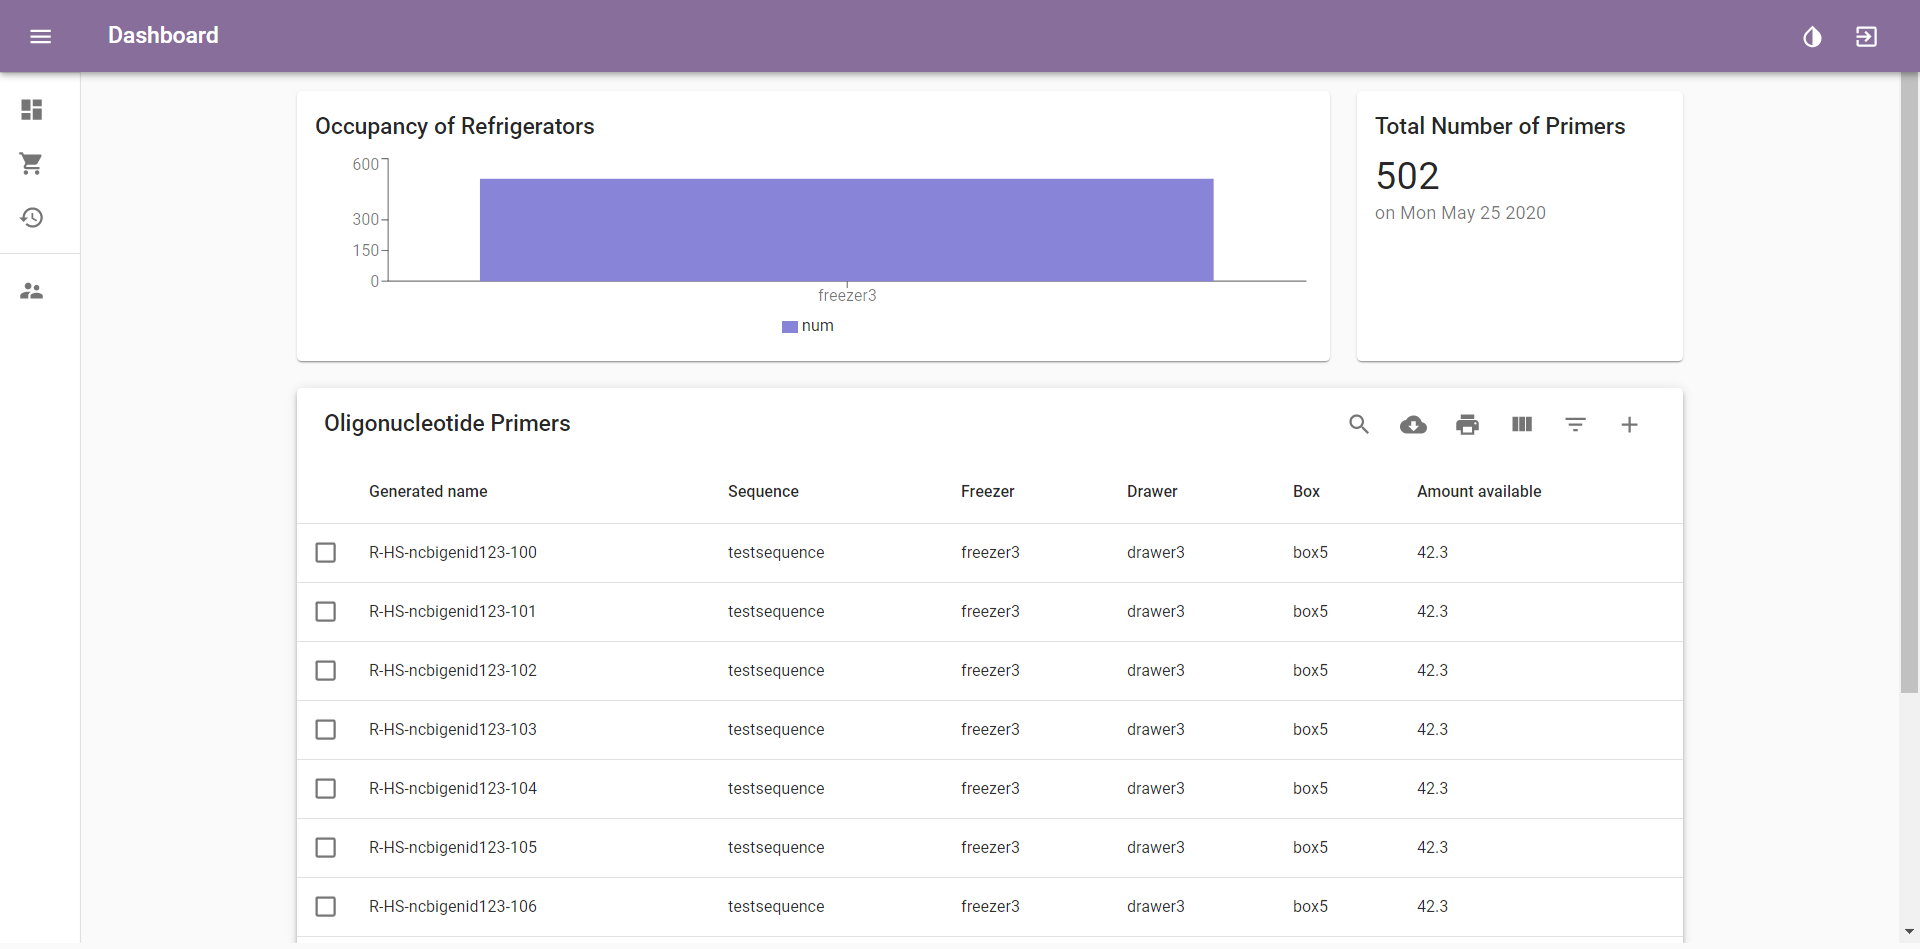 Dashboard
Occupancy of Refrigerators
600
300
150
0
freezer3
num
Total Number of Primers
502
on Mon May 25 2020
Oligonucleotide Primers
Generated name Sequence Freezer Drawer Box Amount available
R-HS-ncbigenid123-100 testsequence freezer3 drawer3 box5 42.3
R-HS-ncbigenid123-101 testsequence freezer3 drawer3 box5 42.3
R-HS-ncbigenid123-102 testsequence freezer3 drawer3 box5 42.3
R-HS-ncbigenid123-103 testsequence freezer3 drawer3 box5 42.3
R-HS-ncbigenid123-104 testsequence freezer3 drawer3 box5 42.3
R-HS-ncbigenid123-105 testsequence freezer3 drawer3 box5 42.3
R-HS-ncbigenid123-106 testsequence freezer3 drawer3 box5 42.3